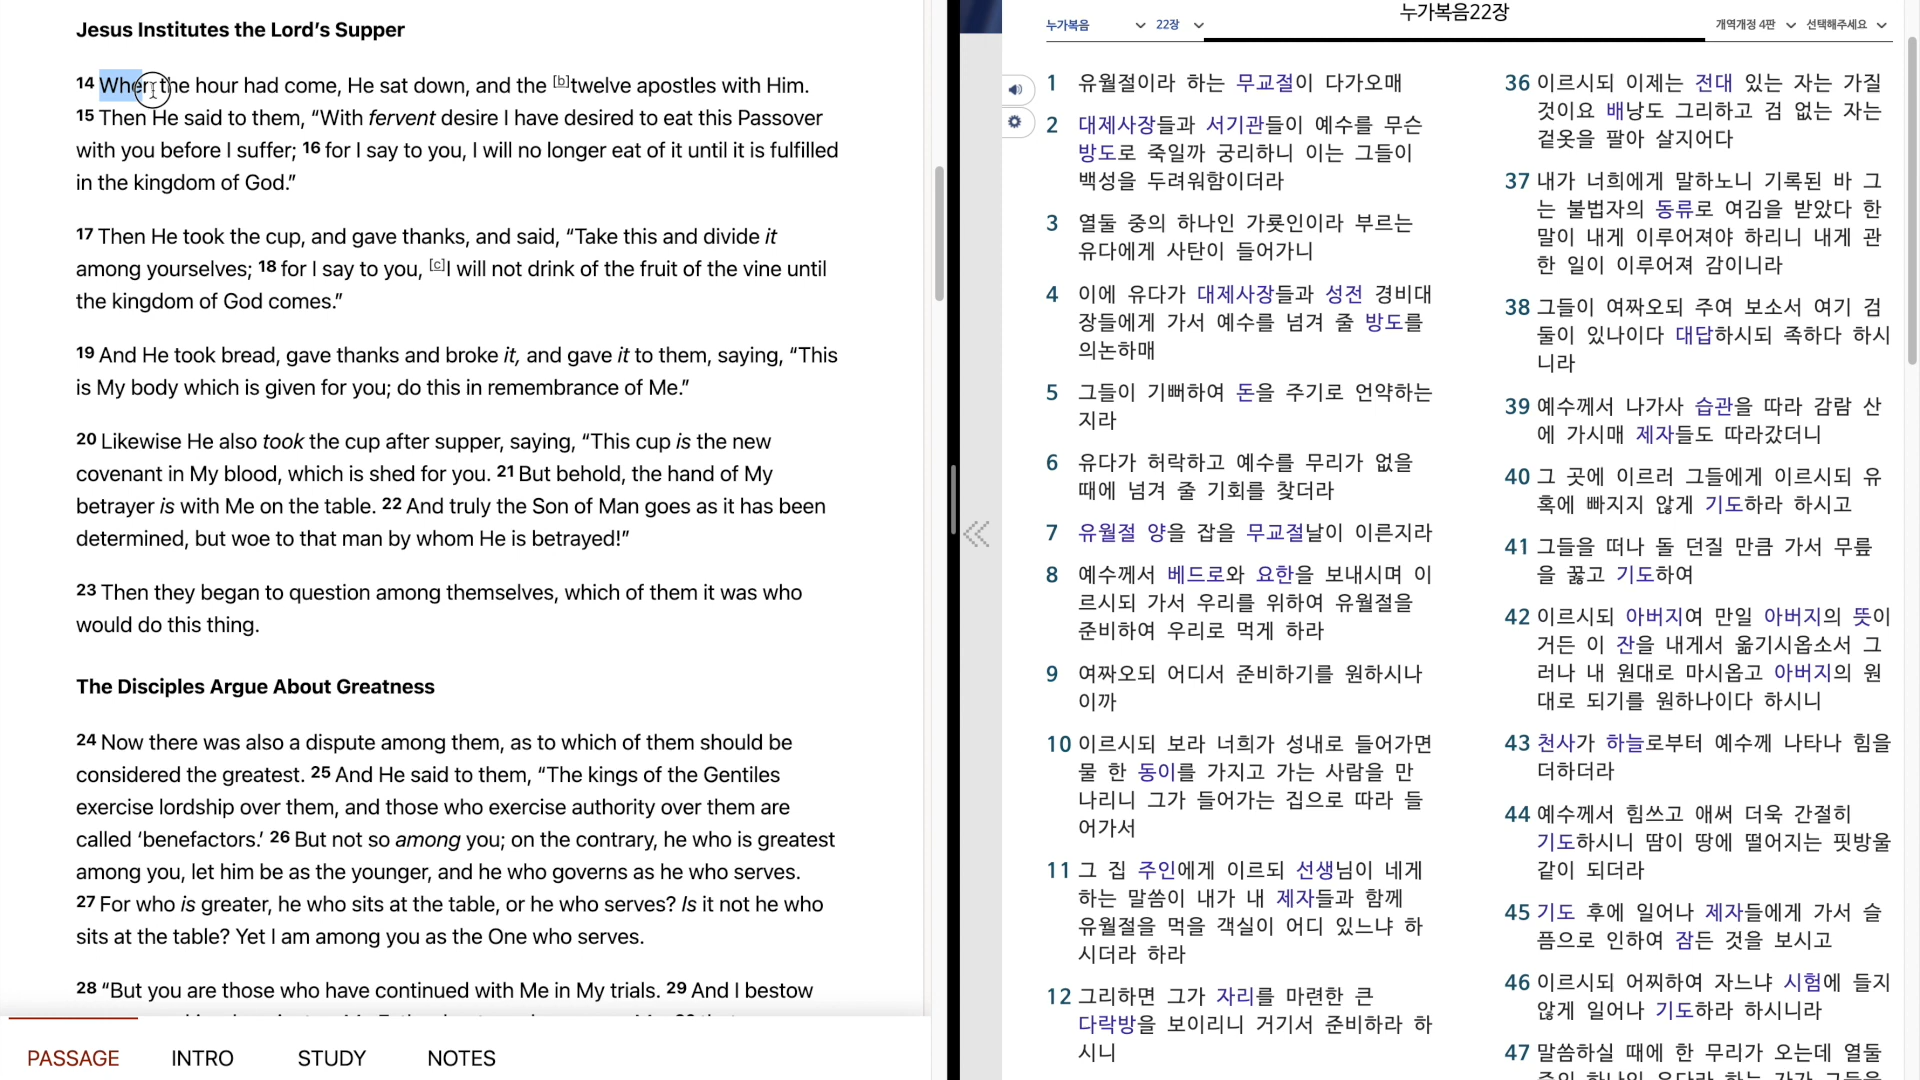 Jesus Institutes the Lord’s Supper
14 When the hour had come, He sat down, and the [b]twelve apostles with Him.
15 Then He said to them, “With fervent desire I have desired to eat this Passover
with you before I suffer; 16 for I say to you, I will no longer eat of it until it is fulfilled
in the kingdom of God.”
17 Then He took the cup, and gave thanks, and said, “Take this and divide it
among yourselves; 18 for I say to you, [c]I will not drink of the fruit of the vine until
the kingdom of God comes.”
19 And He took bread, gave thanks and broke it, and gave it to them, saying, “This
is My body which is given for you; do this in remembrance of Me.”
20 Likewise He also took the cup after supper, saying, “This cup is the new
covenant in My blood, which is shed for you. 21 But behold, the hand of My
betrayer is with Me on the table. 22 And truly the Son of Man goes as it has been
determined, but woe to that man by whom He is betrayed!”
23 Then they began to question among themselves, which of them it was who
would do this thing.
The Disciples Argue About Greatness
24 Now there was also a dispute among them, as to which of them should be
considered the greatest. 25 And He said to them, “The kings of the Gentiles
exercise lordship over them, and those who exercise authority over them are
called ‘benefactors.’ 26 But not so among you; on the contrary, he who is greatest
among you, let him be as the younger, and he who governs as he who serves.
27 For who is greater, he who sits at the table, or he who serves? Is it not he who
sits at the table? Yet I am among you as the One who serves.
28 “But you are those who have continued with Me in My trials. 29 And I bestow
PASSAGE INTRO STUDY NOTES
누가복음 22장
누가복음22장
개역개정 4판 선택해주세요
1 유월절이라 하는 무교절이 다가오매
2 대제사장들과 서기관들이 예수를 무슨
방도로 죽일까 궁리하니 이는 그들이
백성을 두려워함이더라
3 열둘 중의 하나인 가룟인이라 부르는
유다에게 사탄이 들어가니
4 이에 유다가 대제사장들과 성전 경비대
장들에게 가서 예수를 넘겨 줄 방도를
의논하매
5 그들이 기뻐하여 돈을 주기로 언약하는
지라
6 유다가 허락하고 예수를 무리가 없을
때에 넘겨 줄 기회를 찾더라
7 유월절 양을 잡을 무교절날이 이른지라
8 예수께서 베드로와 요한을 보내시며 이
르시되 가서 우리를 위하여 유월절을
준비하여 우리로 먹게 하라
9 여짜오되 어디서 준비하기를 원하시나
이까
10 이르시되 보라 너희가 성내로 들어가면
물 한 동이를 가지고 가는 사람을 만
나리니 그가 들어가는 집으로 따라 들
어가서
11 그 집 주인에게 이르되 선생님이 네게
하는 말씀이 내가 내 제자들과 함께
유월절을 먹을 객실이 어디 있느냐 하
시더라 하라
12 그리하면 그가 자리를 마련한 큰
다락방을 보이리니 거기서 준비하라 하
시니
36 이르시되 이제는 전대 있는 자는 가질
것이요 배낭도 그리하고 검 없는 자는
겉옷을 팔아 살지어다
37 내가 너희에게 말하노니 기록된 바 그
는 불법자의 동류로 여김을 받았다 한
말이 내게 이루어져야 하리니 내게 관
한 일이 이루어져 감이니라
38 그들이 여짜오되 주여 보소서 여기 검
둘이 있나이다 대답하시되 족하다 하시
니라
39 예수께서 나가사 습관을 따라 감람 산
에 가시매 제자들도 따라갔더니
40 그 곳에 이르러 그들에게 이르시되 유
혹에 빠지지 않게 기도하라 하시고
41 그들을 떠나 돌 던질 만큼 가서 무릎
을 꿇고 기도하여
42 이르시되 아버지여 만일 아버지의 뜻이
거든 이 잔을 내게서 옮기시옵소서 그
러나 내 원대로 마시옵고 아버지의 원
대로 되기를 원하나이다 하시니
43 천사가 하늘로부터 예수께 나타나 힘을
더하더라
44 예수께서 힘쓰고 애써 더욱 간절히
기도하시니 땀이 땅에 떨어지는 핏방울
같이 되더라
45 기도 후에 일어나 제자들에게 가서 슬
픔으로 인하여 잠든 것을 보시고
46 이르시되 어찌하여 자느냐 시험에 들지
않게 일어나 기도하라 하시니라
47 말씀하실 때에 한 무리가 오는데 열둘